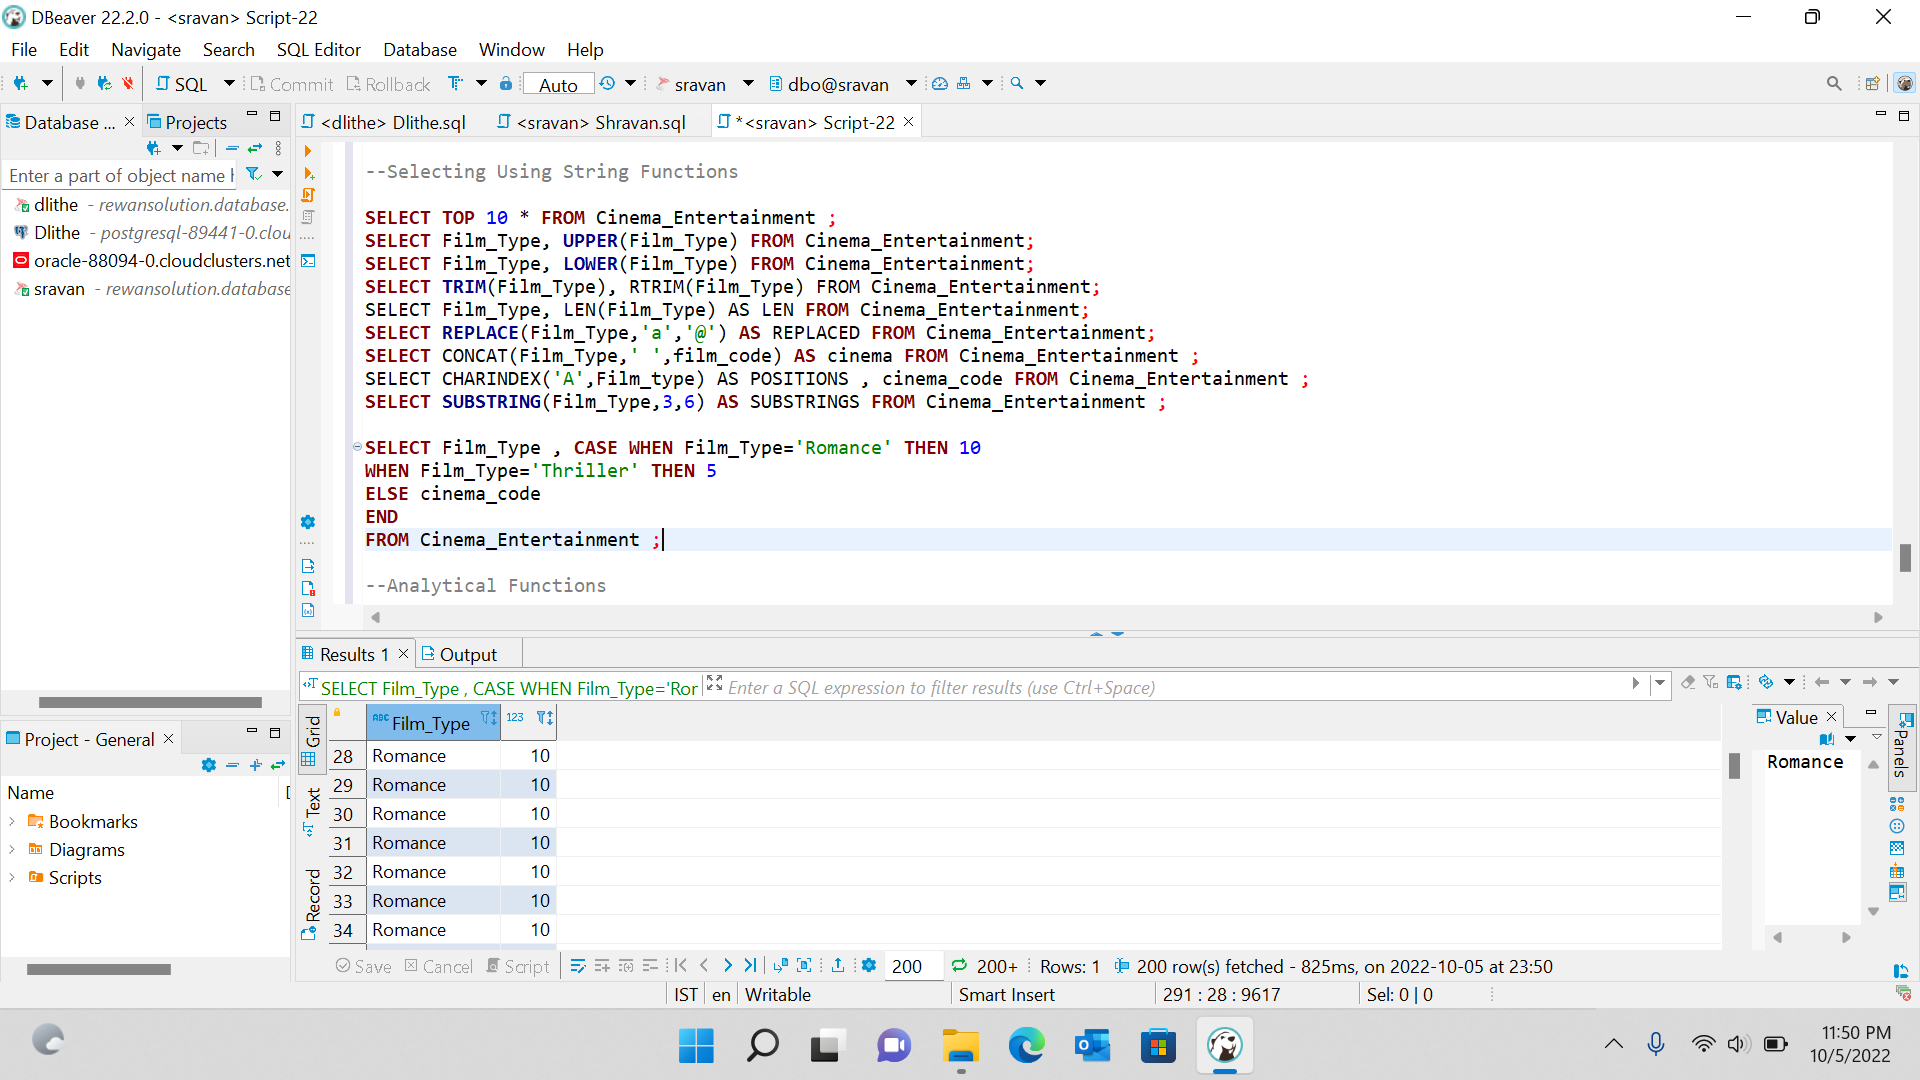 DBeaver 22.2.0 - <sravan> Script-22
File Edit Navigate Search SQL Editor Database Window Help
SQL Commit Rollback Auto sravan dbo@sravan
Database ... Projects
<dlithe> Dlithe.sql <sravan> Shravan.sql *<sravan> Script-22
Enter a part of object name h
dlithe - rewansolution.database.
Dlithe - postgresql-89441-0.clou
oracle-88094-0.cloudclusters.net
sravan - rewansolution.database
--Selecting Using String Functions
SELECT TOP 10 * FROM Cinema_Entertainment ;
SELECT Film_Type, UPPER(Film_Type) FROM Cinema_Entertainment;
SELECT Film_Type, LOWER(Film_Type) FROM Cinema_Entertainment;
SELECT TRIM(Film_Type), RTRIM(Film_Type) FROM Cinema_Entertainment;
SELECT Film_Type, LEN(Film_Type) AS LEN FROM Cinema_Entertainment;
SELECT REPLACE(Film_Type,'a','@') AS REPLACED FROM Cinema_Entertainment;
SELECT CONCAT(Film_Type,' ',film_code) AS cinema FROM Cinema_Entertainment ;
SELECT CHARINDEX('A',Film_type) AS POSITIONS , cinema_code FROM Cinema_Entertainment ;
SELECT SUBSTRING(Film_Type,3,6) AS SUBSTRINGS FROM Cinema_Entertainment ;
SELECT Film_Type , CASE WHEN Film_Type='Romance' THEN 10
WHEN Film_Type='Thriller' THEN 5
ELSE cinema_code
END
FROM Cinema_Entertainment ;
--Analytical Functions
Project - General
Name D
Bookmarks
Diagrams
Scripts
Results 1 Output
SELECT Film_Type , CASE WHEN Film_Type='Ror Enter a SQL expression to filter results (use Ctrl+Space)
Grid
Text
Record
ABC Film_Type 123
28 Romance 10
29 Romance 10
30 Romance 10
31 Romance 10
32 Romance 10
33 Romance 10
34 Romance 10
Value
Romance
Panels
Save Cancel Script 200 200+ Rows: 1 200 row(s) fetched - 825ms, on 2022-10-05 at 23:50
IST en Writable Smart Insert 291 : 28 : 9617 Sel: 0 | 0
11:50 PM
10/5/2022